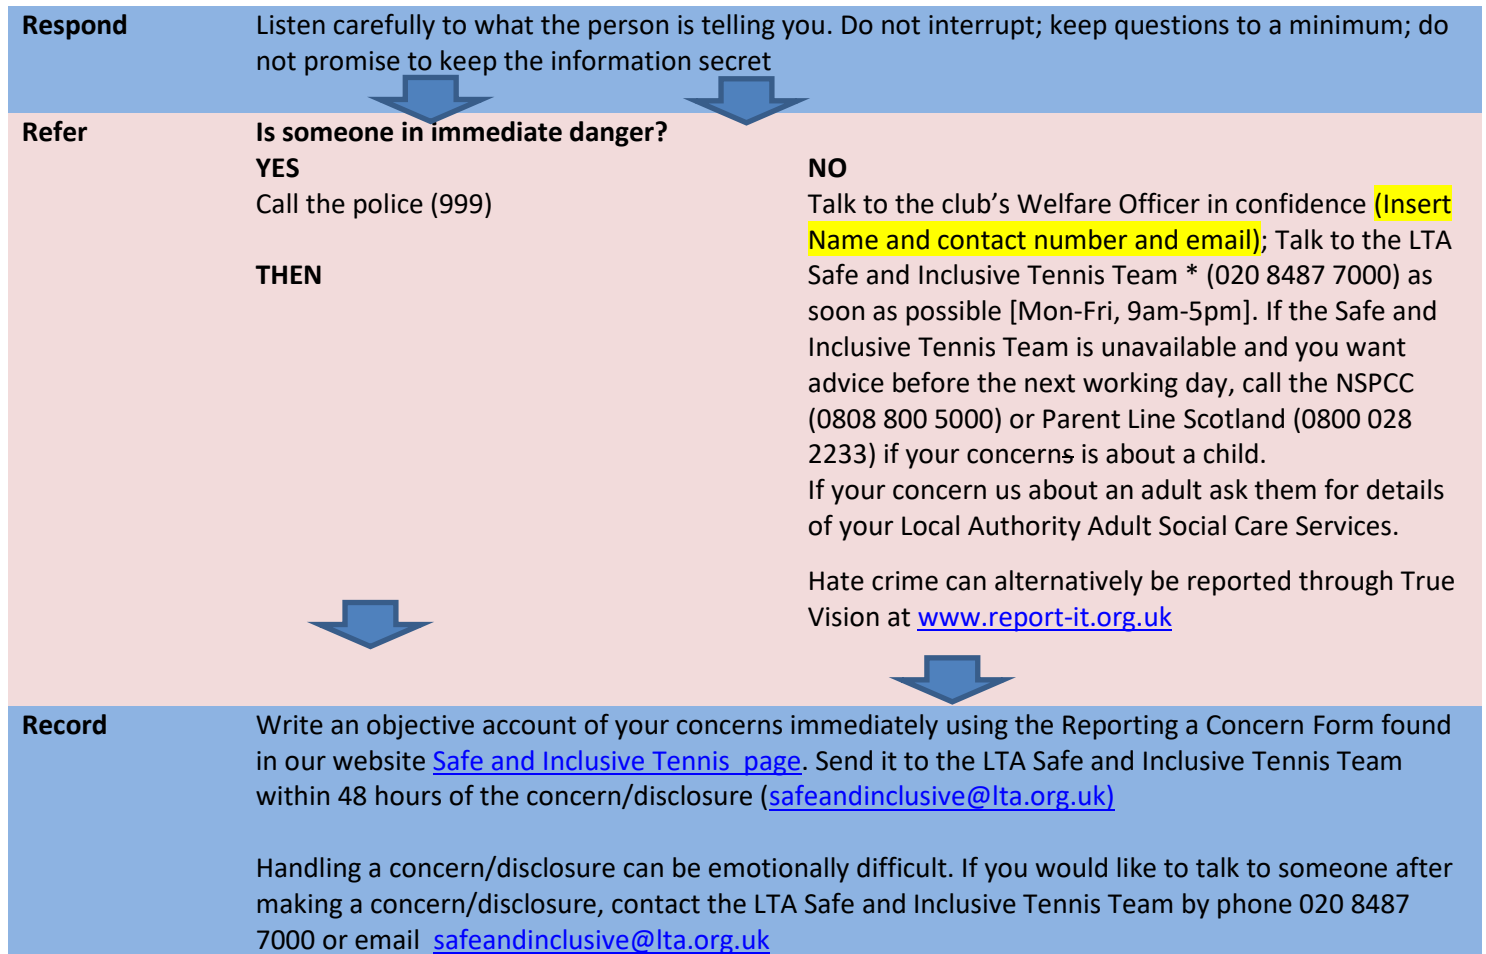 Respond Listen carefully to what the person is telling you. Do not interrupt; keep questions to a minimum; do
not promise to keep the information secret
Refer Is someone in immediate danger?
YES
Call the police (999)
THEN
NO
Talk to the club’s Welfare Officer in confidence (Insert
Name and contact number and email); Talk to the LTA
Safe and Inclusive Tennis Team * (020 8487 7000) as
soon as possible [Mon-Fri, 9am-5pm]. If the Safe and
Inclusive Tennis Team is unavailable and you want
advice before the next working day, call the NSPCC
(0808 800 5000) or Parent Line Scotland (0800 028
2233) if your concerns is about a child.
If your concern us about an adult ask them for details
of your Local Authority Adult Social Care Services.
Hate crime can alternatively be reported through True
Vision at www.report-it.org.uk
Record Write an objective account of your concerns immediately using the Reporting a Concern Form found
in our website Safe and Inclusive Tennis  page. Send it to the LTA Safe and Inclusive Tennis Team
within 48 hours of the concern/disclosure (safeandinclusive@lta.org.uk)
Handling a concern/disclosure can be emotionally difficult. If you would like to talk to someone after
making a concern/disclosure, contact the LTA Safe and Inclusive Tennis Team by phone 020 8487
7000 or email  safeandinclusive@lta.org.uk